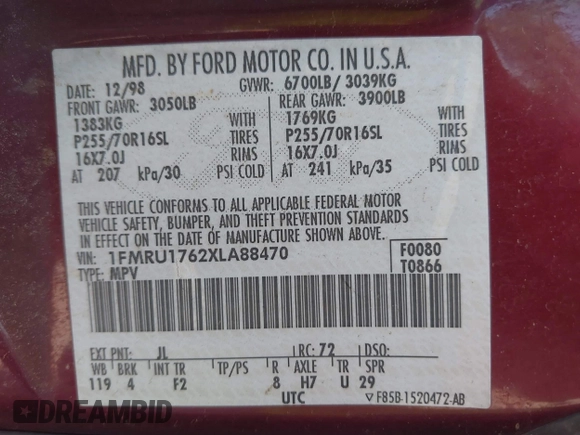 MFD. BY FORD MOTOR CO. IN U.S.A.
DATE: 12/98 GVWR: 6700LB/ 3039KG
FRONT GAWR: 3050LB REAR GAWR: 3900LB
1383KG WITH 1769KG WITH
P255/70R16SL TIRES P255/70R16SL TIRES
16X7.0J RIMS 16X7.0J RIMS
AT 207 kPa/30 PSI COLD AT 241 kPa/35 PSI COLD
THIS VEHICLE CONFORMS TO ALL APPLICABLE FEDERAL MOTOR
VEHICLE SAFETY, BUMPER, AND THEFT PREVENTION STANDARDS
IN EFFECT ON THE DATE OF MANUFACTURE SHOWN ABOVE.
VIN: 1FMRU1762XLA88470 F0080
TYPE: MPV T0866
EXT PNT: JL RC: 72 DSO:
WB BRK INT TR TP/PS R AXLE TR SPR
119 4 F2 8 H7 U 29
UTC ▽ F85B-1520472-AB
DREAMBID